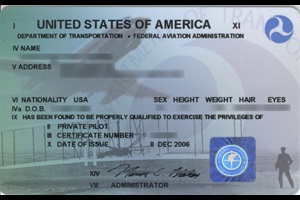 I UNITED STATES OF AMERICA XI
DEPARTMENT OF TRANSPORTATION • FEDERAL AVIATION ADMINISTRATION
IV NAME
V ADDRESS
VI NATIONALITY USA SEX HEIGHT WEIGHT HAIR EYES
IVa D.O.B.
IX HAS BEEN FOUND TO BE PROPERLY QUALIFIED TO EXERCISE THE PRIVILEGES OF
II PRIVATE PILOT
III CERTIFICATE NUMBER
X DATE OF ISSUE 8 DEC 2006
XIV
VII ADMINISTRATOR